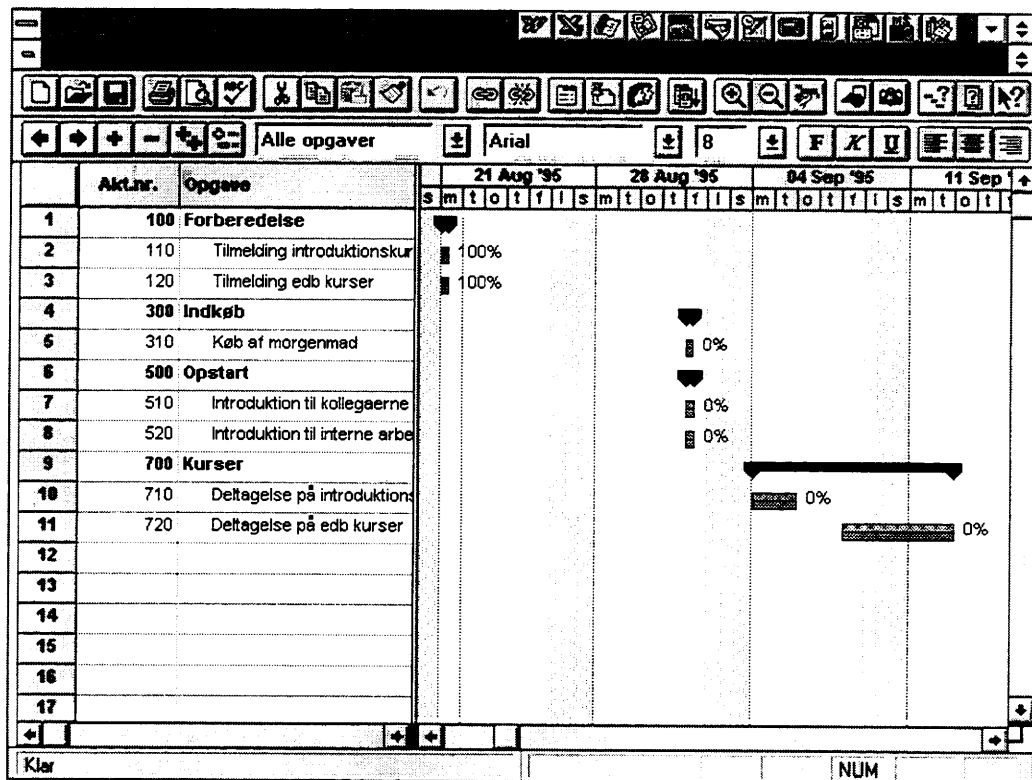 Alle opgaver Arial 8 F K U
Akt.nr. Opgave 21 Aug '95 28 Aug '95 04 Sep '95 11 Sep '
s m t o t f l s m t o t f l s m t o t f l s m t o t f
1 100 Forberedelse
2 110 Tilmelding introduktionskur 100%
3 120 Tilmelding edb kurser 100%
4 300 Indkøb
5 310 Køb af morgenmad 0%
6 500 Opstart
7 510 Introduktion til kollegaerne 0%
8 520 Introduktion til interne arbe 0%
9 700 Kurser
10 710 Deltagelse på introduktions 0%
11 720 Deltagelse på edb kurser 0%
12
13
14
15
16
17
Klar NUM